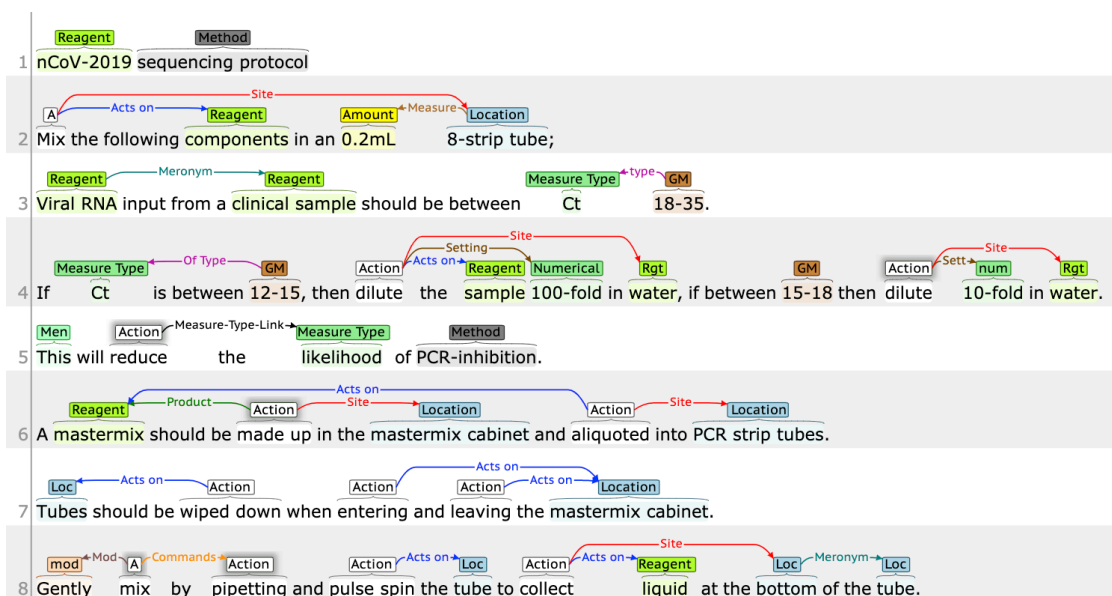 Reagent Method
1 nCoV-2019 sequencing protocol
Site
A Acts on Reagent Amount Measure Location
2 Mix the following components in an 0.2mL 8-strip tube;
Reagent Meronym Reagent Measure Type type GM
3 Viral RNA input from a clinical sample should be between Ct 18-35.
Site
Setting Site
Measure Type Of Type GM Action Acts on Reagent Numerical Rgt GM Action Sett num Rgt
4 If Ct is between 12-15, then dilute the sample 100-fold in water, if between 15-18 then dilute 10-fold in water.
Men Action Measure-Type-Link Measure Type Method
5 This will reduce the likelihood of PCR-inhibition.
Acts on
Reagent Product Action Site Location Action Site Location
6 A mastermix should be made up in the mastermix cabinet and aliquoted into PCR strip tubes.
Acts on
Loc Acts on Action Action Action Acts on Location
7 Tubes should be wiped down when entering and leaving the mastermix cabinet.
Site
mod Mod A Commands Action Action Acts on Loc Action Acts on Reagent Loc Meronym Loc
8 Gently mix by pipetting and pulse spin the tube to collect liquid at the bottom of the tube.